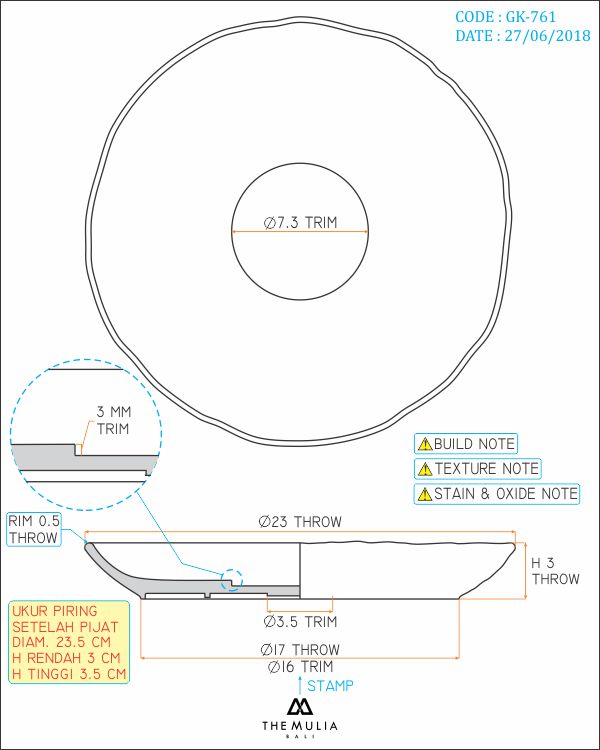 CODE : GK-761
DATE : 27/06/2018
Ø7.3 TRIM
3 MM
TRIM
BUILD NOTE
TEXTURE NOTE
STAIN & OXIDE NOTE
RIM 0.5
THROW
Ø23 THROW
H 3
THROW
UKUR PIRING
SETELAH PIJAT
DIAM. 23.5 CM
H RENDAH 3 CM
H TINGGI 3.5 CM
Ø3.5 TRIM
Ø17 THROW
Ø16 TRIM
STAMP
THE MULIA
BALI